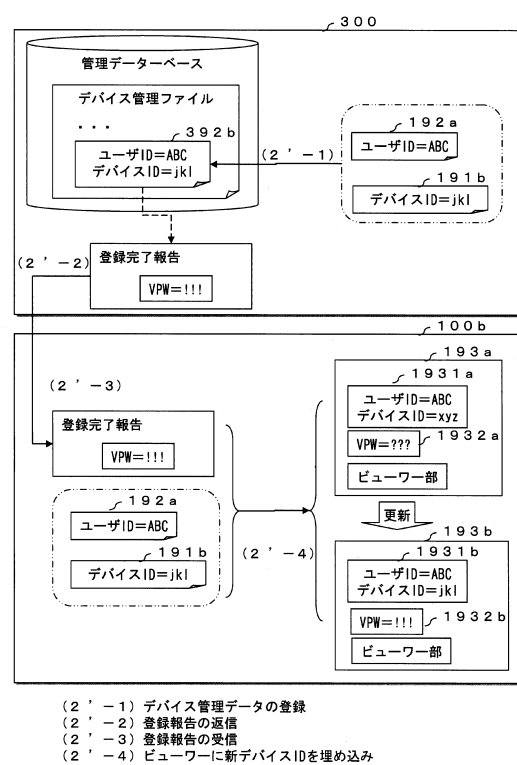 300
管理データーベース
デバイス管理ファイル
・・・
392b
ユーザID=ABC
デバイスID=jkl
(2'-1)
192a
ユーザID=ABC
191b
デバイスID=jkl
(2'-2)
登録完了報告
VPW=!!!
100b
(2'-3)
登録完了報告
VPW=!!!
192a
ユーザID=ABC
191b
デバイスID=jkl
(2'-4)
193a
1931a
ユーザID=ABC
デバイスID=xyz
VPW=???
1932a
ビューワー部
更新
193b
1931b
ユーザID=ABC
デバイスID=jkl
VPW=!!!
1932b
ビューワー部
(2'-1) デバイス管理データの登録
(2'-2) 登録報告の返信
(2'-3) 登録報告の受信
(2'-4) ビューワーに新デバイスIDを埋め込み